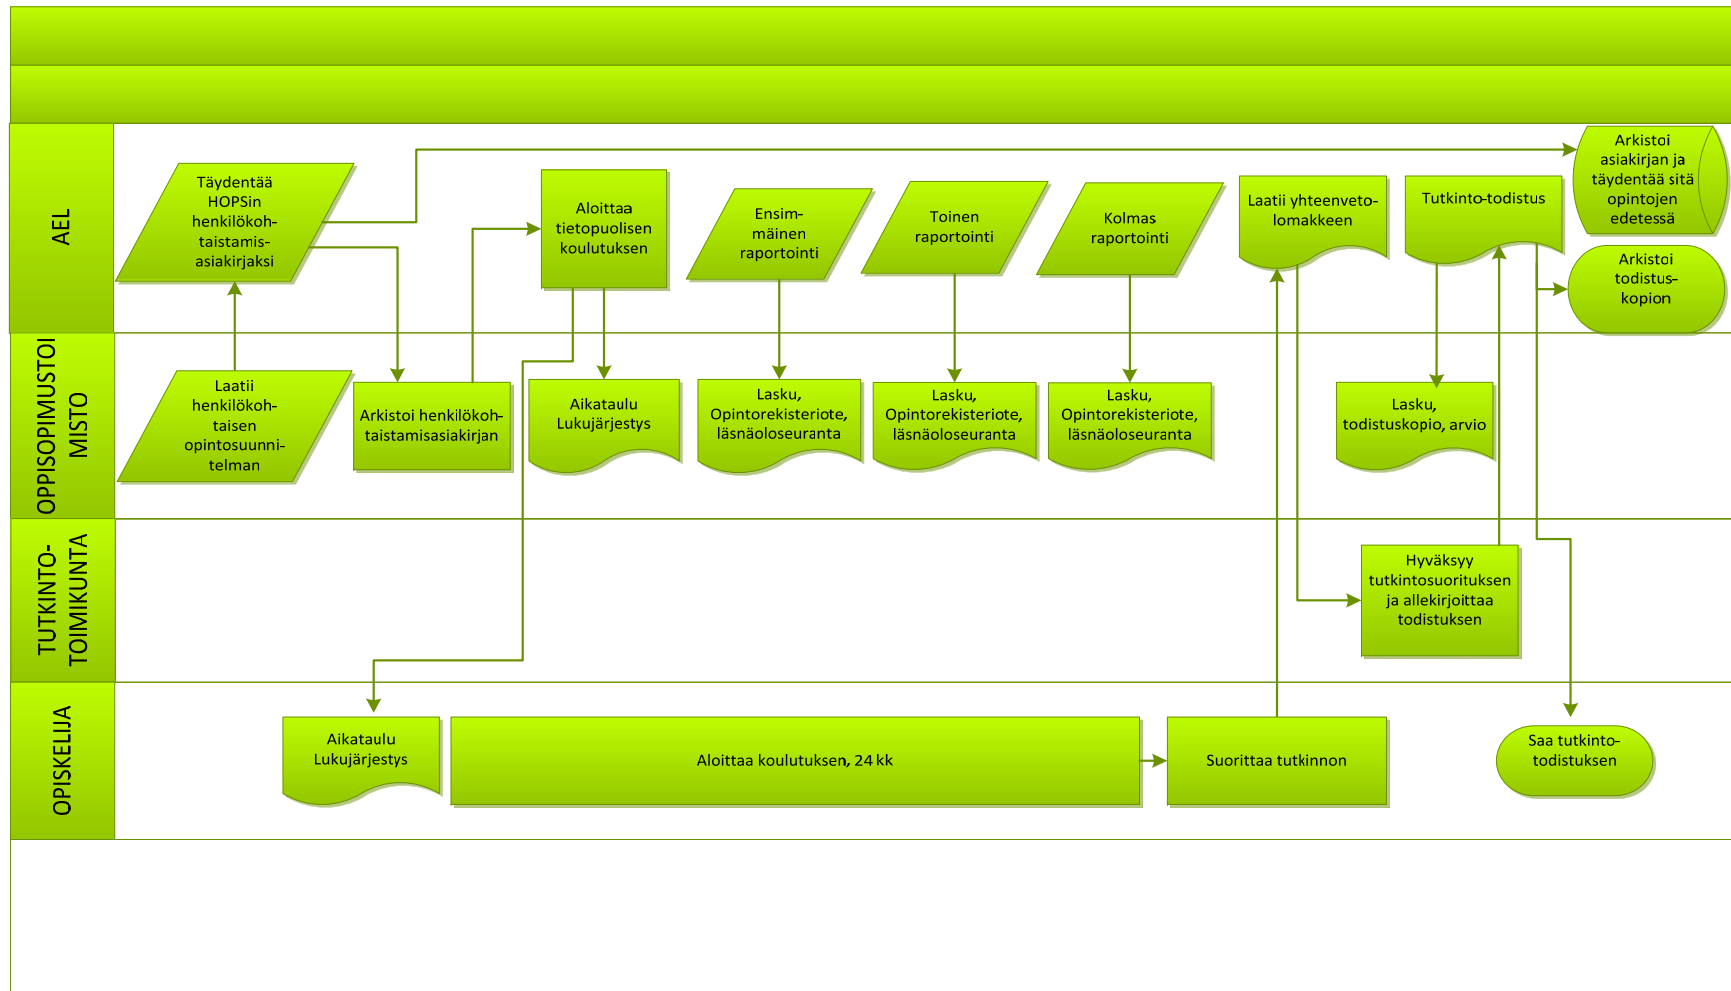 AEL
Täydentää
HOPSin
henkilökoh-
taistamis-
asiakirjaksi
Aloittaa
tietopuolisen
koulutuksen
Ensim-
mäinen
raportointi
Toinen
raportointi
Kolmas
raportointi
Laatii yhteenveto-
lomakkeen
Tutkinto-todistus
Arkistoi
asiakirjan ja
täydentää sitä
opintojen
edetessä
Arkistoi
todistus-
kopion
OPPISOPIMUSTOI
MISTO
Laatii
henkilökoh-
taisen
opintosuunni-
telman
Arkistoi henkilökoh-
taistamisasiakirjan
Aikataulu
Lukujärjestys
Lasku,
Opintorekisteriote,
läsnäoloseuranta
Lasku,
Opintorekisteriote,
läsnäoloseuranta
Lasku,
Opintorekisteriote,
läsnäoloseuranta
Lasku,
todistuskopio, arvio
TUTKINTO-
TOIMIKUNTA
Hyväksyy
tutkintosuorituksen
ja allekirjoittaa
todistuksen
OPISKELIJA
Aikataulu
Lukujärjestys
Aloittaa koulutuksen, 24 kk
Suorittaa tutkinnon
Saa tutkinto-
todistuksen